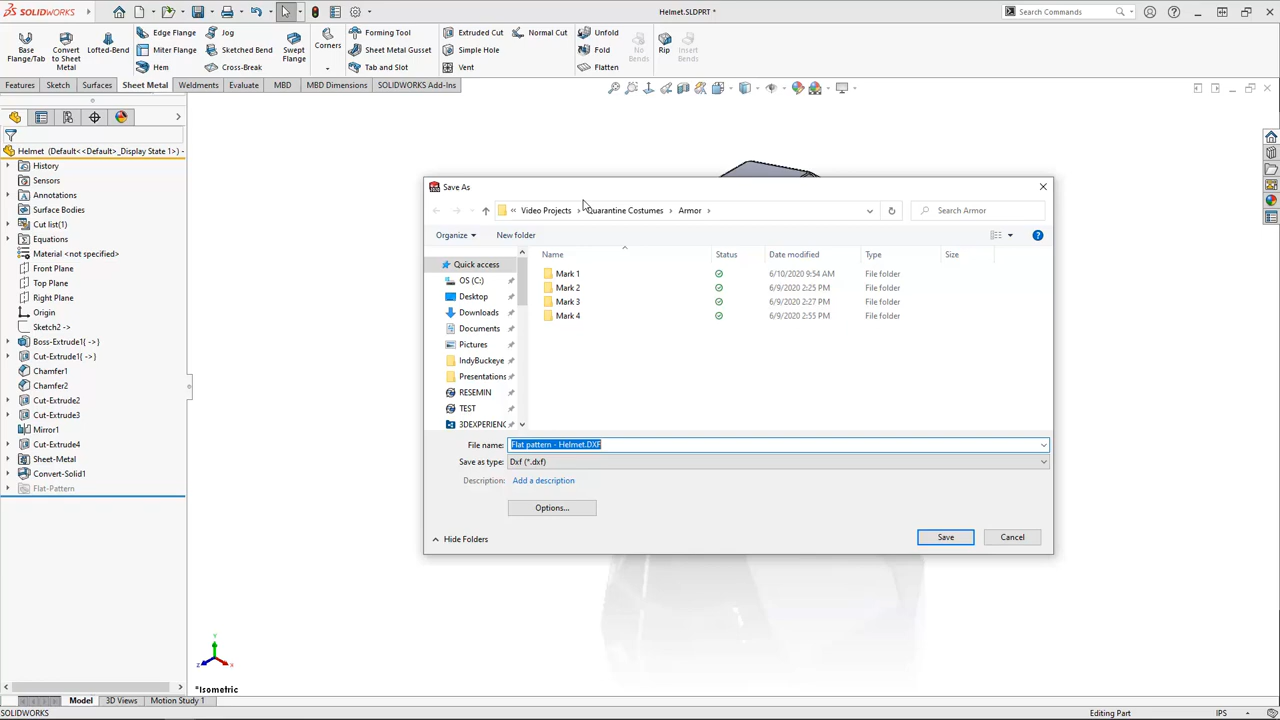 SOLIDWORKS
Helmet.SLDPRT *
Search Commands
Base
Flange/Tab
Convert
to Sheet
Metal
Lofted-Bend
Edge Flange
Miter Flange
Hem
Jog
Sketched Bend
Cross-Break
Swept
Flange
Corners
Forming Tool
Sheet Metal Gusset
Tab and Slot
Extruded Cut
Simple Hole
Vent
Normal Cut
Unfold
Fold
Flatten
No
Bends
Rip
Insert
Bends
Features
Sketch
Surfaces
Sheet Metal
Weldments
Evaluate
MBD
MBD Dimensions
SOLIDWORKS Add-Ins
Helmet (Default<<Default>_Display State 1>)
History
Sensors
Annotations
Surface Bodies
Cut list(1)
Equations
Material <not specified>
Front Plane
Top Plane
Right Plane
Origin
Sketch2 ->
Boss-Extrude1{ ->}
Cut-Extrude1{ ->}
Chamfer1
Chamfer2
Cut-Extrude2
Cut-Extrude3
Mirror1
Cut-Extrude4
Sheet-Metal
Convert-Solid1
Flat-Pattern
Save As
« Video Projects › Quarantine Costumes › Armor ›
Search Armor
Organize
New folder
Quick access
OS (C:)
Desktop
Downloads
Documents
Pictures
IndyBuckeye
Presentations
RESEMIN
TEST
3DEXPERIENC
Name Status Date modified Type Size
Mark 1 6/10/2020 9:54 AM File folder
Mark 2 6/9/2020 2:25 PM File folder
Mark 3 6/9/2020 2:27 PM File folder
Mark 4 6/9/2020 2:55 PM File folder
File name: Flat pattern - Helmet.DXF
Save as type: Dxf (*.dxf)
Description: Add a description
Options...
Hide Folders
Save
Cancel
Y
Z
X
*Isometric
Model
3D Views
Motion Study 1
SOLIDWORKS
Editing Part
IPS